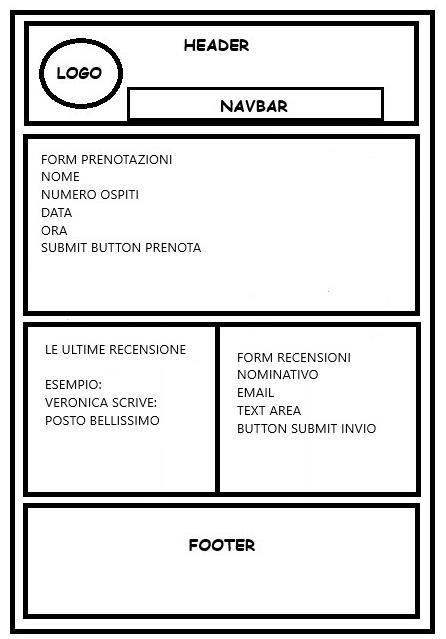 HEADER
LOGO
NAVBAR
FORM PRENOTAZIONI
NOME
NUMERO OSPITI
DATA
ORA
SUBMIT BUTTON PRENOTA
LE ULTIME RECENSIONE
ESEMPIO:
VERONICA SCRIVE:
POSTO BELLISSIMO
FORM RECENSIONI
NOMINATIVO
EMAIL
TEXT AREA
BUTTON SUBMIT INVIO
FOOTER